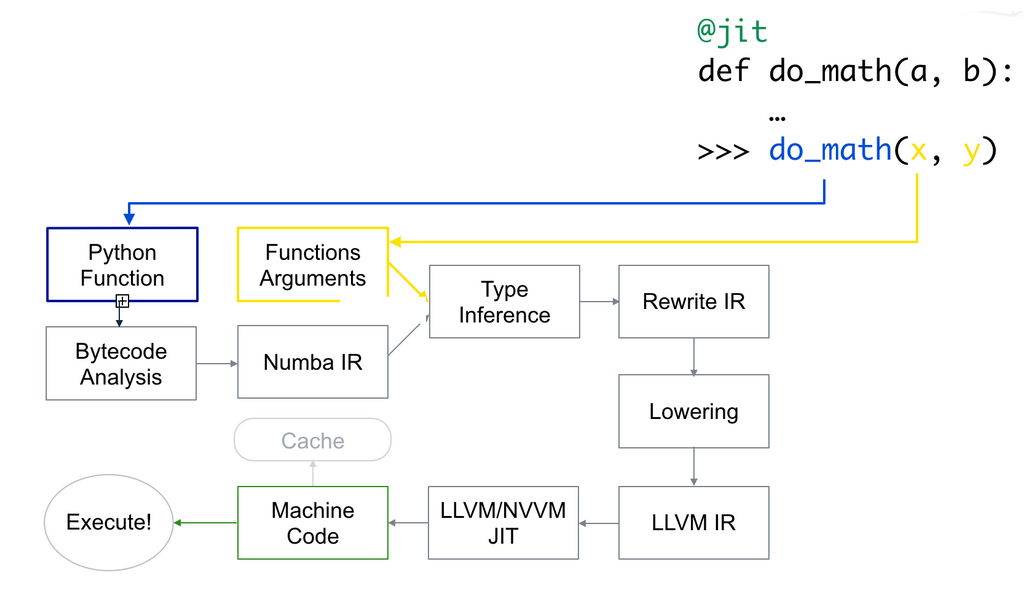 @jit
def do_math(a, b):
…
>>> do_math(x, y)
Python
Function
Functions
Arguments
Type
Inference
Rewrite IR
Bytecode
Analysis
Numba IR
Lowering
Cache
Execute!
Machine
Code
LLVM/NVVM
JIT
LLVM IR